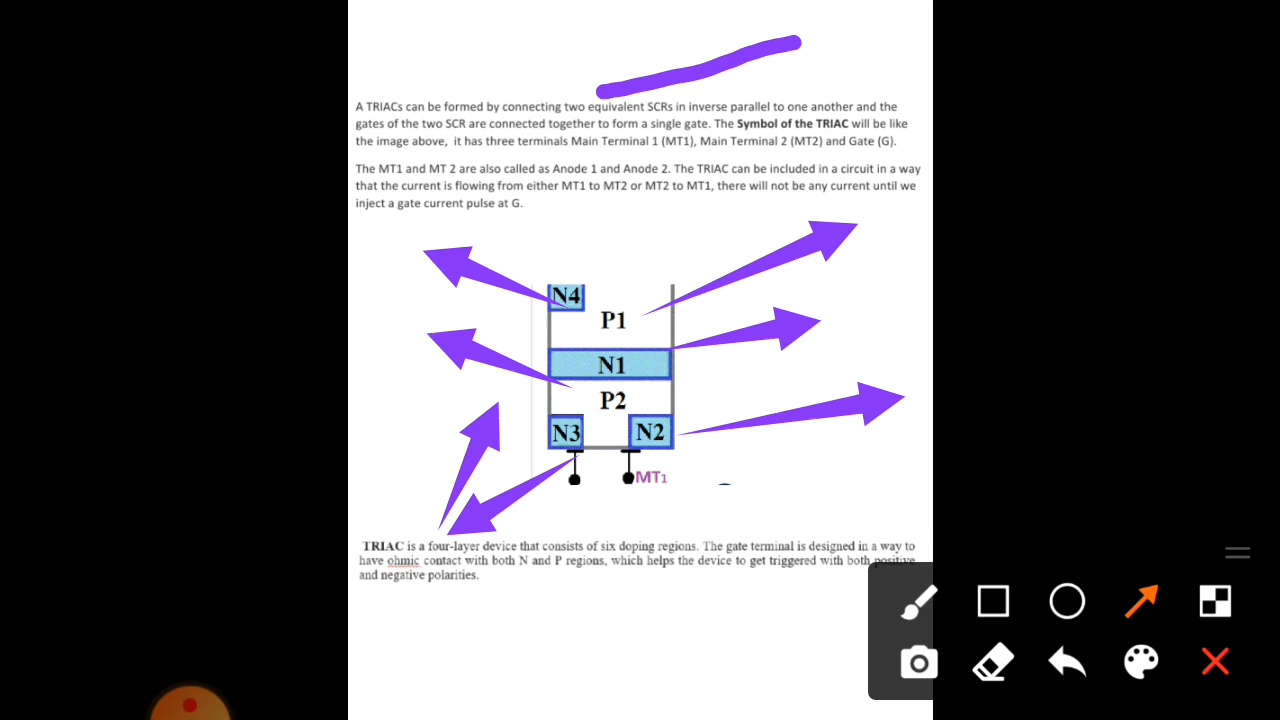 A TRIACs can be formed by connecting two equivalent SCRs in inverse parallel to one another and the
gates of the two SCR are connected together to form a single gate. The Symbol of the TRIAC will be like
the image above, it has three terminals Main Terminal 1 (MT1), Main Terminal 2 (MT2) and Gate (G).
The MT1 and MT 2 are also called as Anode 1 and Anode 2. The TRIAC can be included in a circuit in a way
that the current is flowing from either MT1 to MT2 or MT2 to MT1, there will not be any current until we
inject a gate current pulse at G.
N4
P1
N1
P2
N3 N2
MT1
TRIAC is a four-layer device that consists of six doping regions. The gate terminal is designed in a way to
have ohmic contact with both N and P regions, which helps the device to get triggered with both positive
and negative polarities.